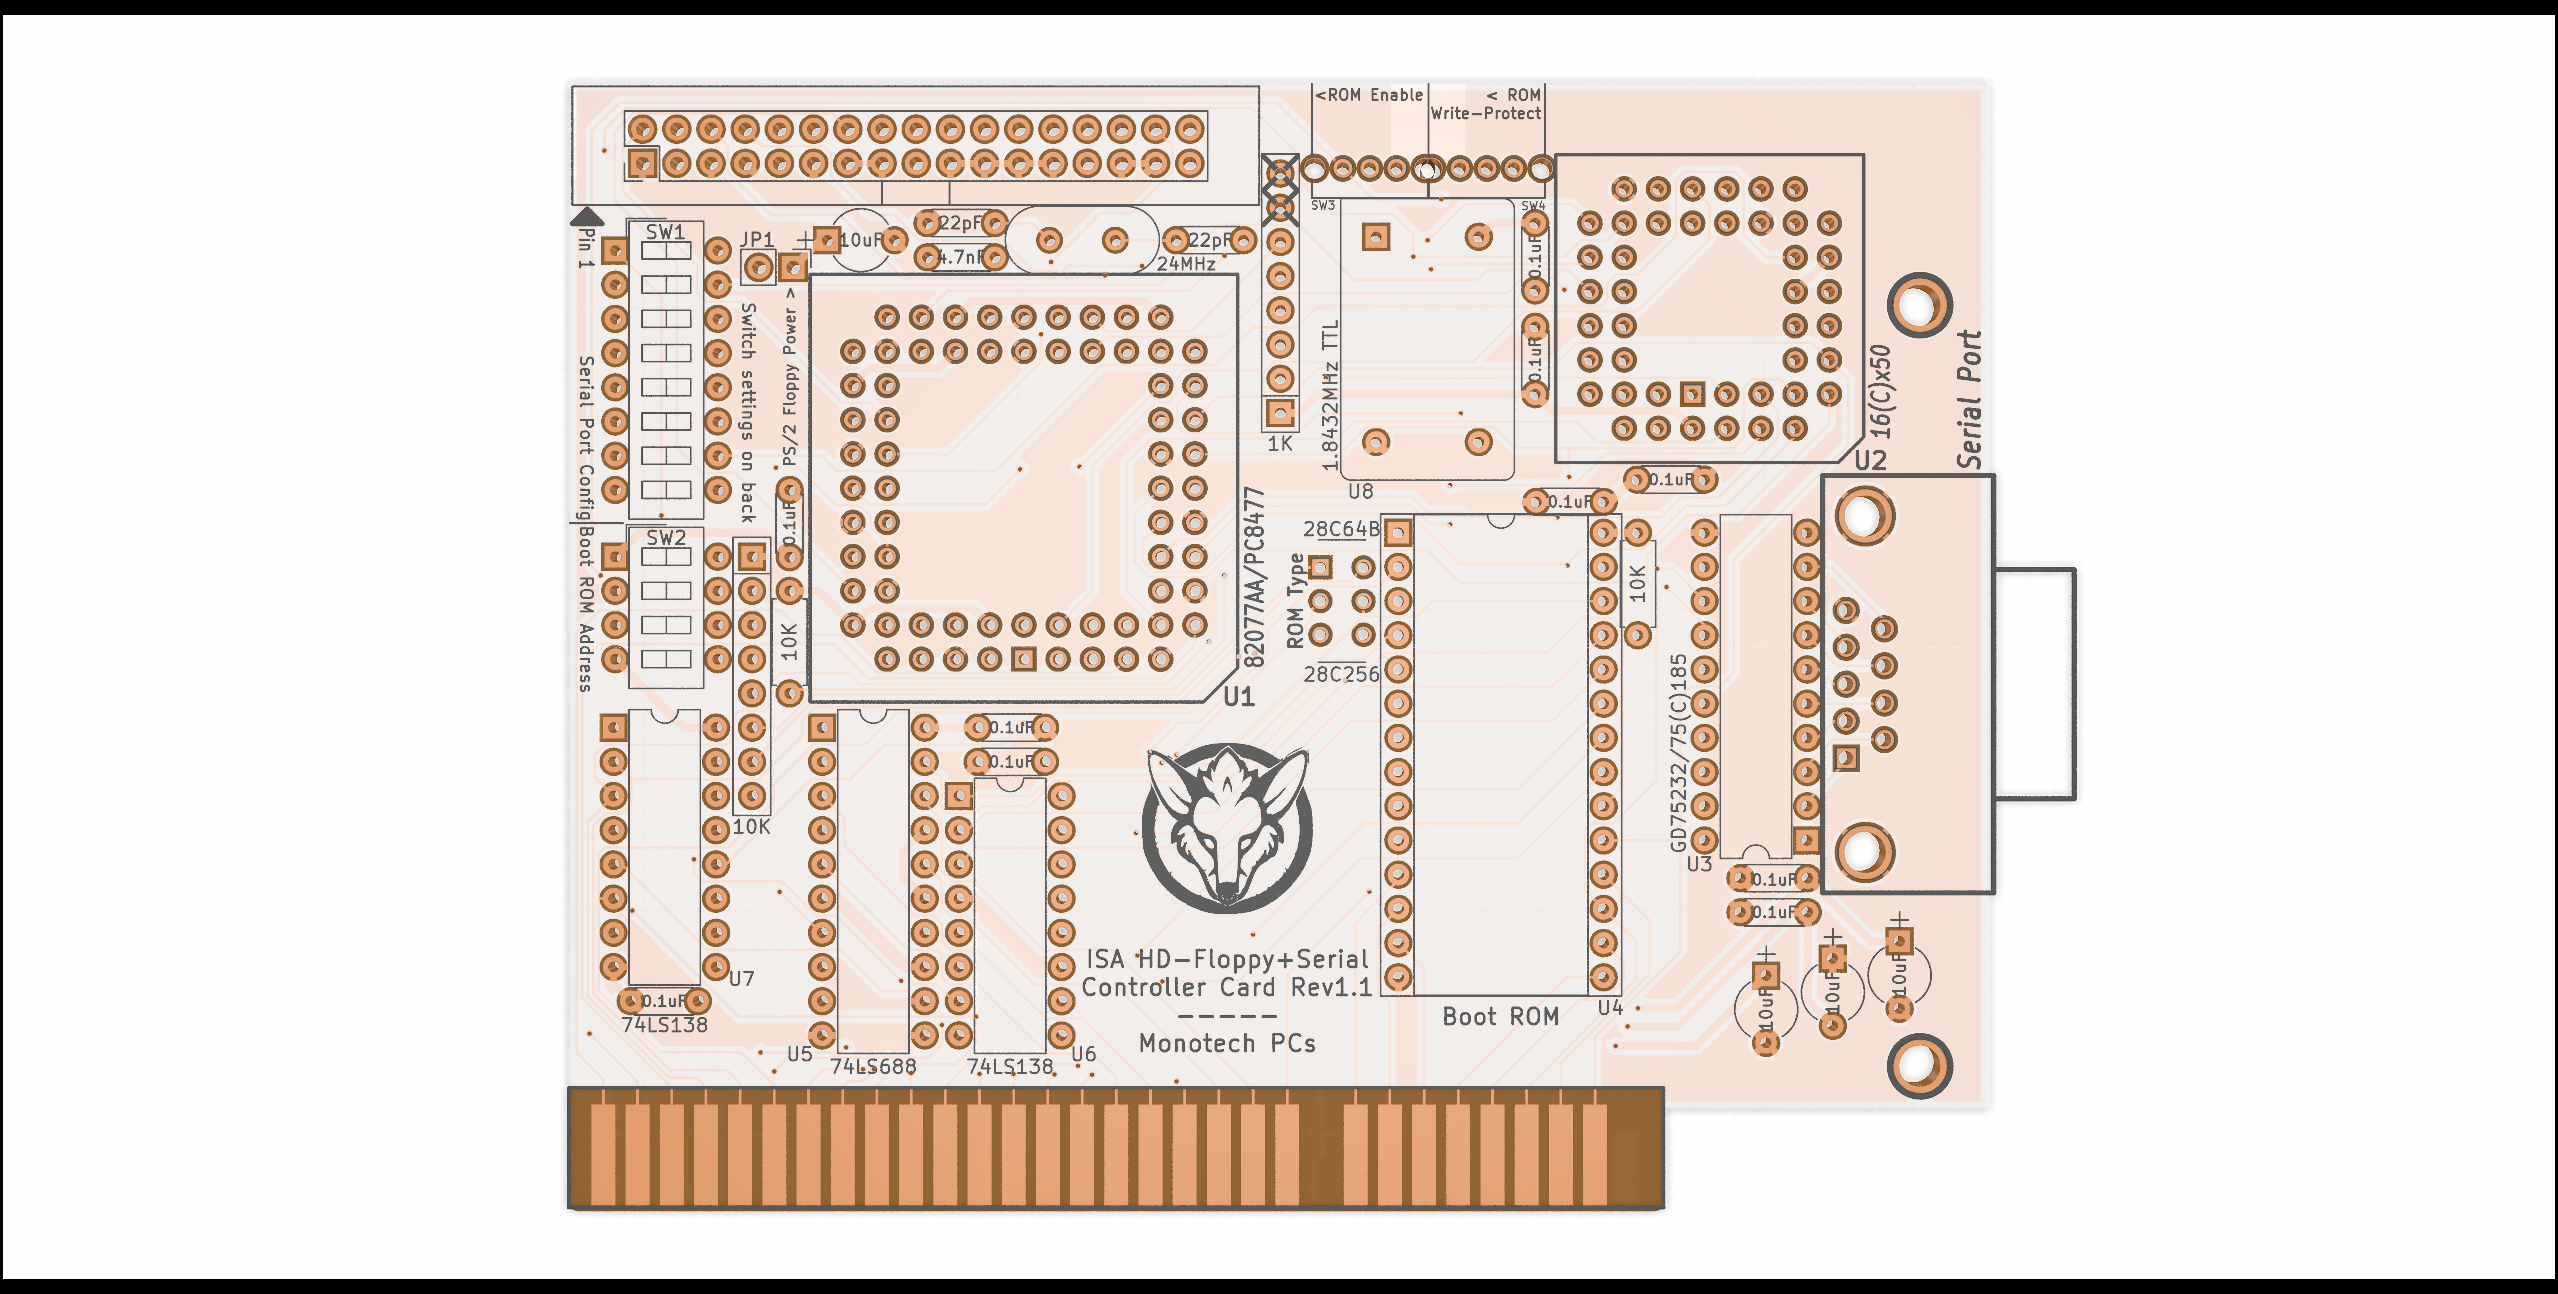 <ROM Enable
< ROM
Write-Protect
SW3
SW4
Pin 1
SW1
JP1
+
10uF
22pF
4.7nF
22pF
24MHz
Switch settings on back
PS/2 Floppy Power >
Serial Port Config
Boot ROM Address
SW2
0.1uF
10K
10K
82077AA/PC8477
U1
1K
1.8432MHz TTL
U8
0.1uF
0.1uF
16(C)x50
U2
Serial Port
0.1uF
0.1uF
28C64B
ROM Type
28C256
10K
GD75232/75(C)185
U3
0.1uF
0.1uF
+
10uF
+
10uF
+
10uF
U7
0.1uF
74LS138
U5
74LS688
0.1uF
0.1uF
U6
74LS138
ISA HD-Floppy+Serial
Controller Card Rev1.1
-----
Monotech PCs
Boot ROM
U4